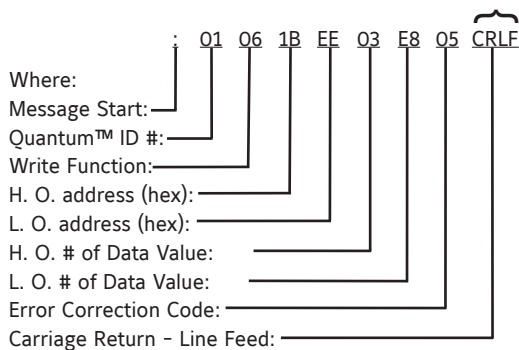 : 01 06 1B EE 03 E8 05 CRLF
Where:
Message Start:
Quantum™ ID #:
Write Function:
H. O. address (hex):
L. O. address (hex):
H. O. # of Data Value:
L. O. # of Data Value:
Error Correction Code:
Carriage Return - Line Feed: